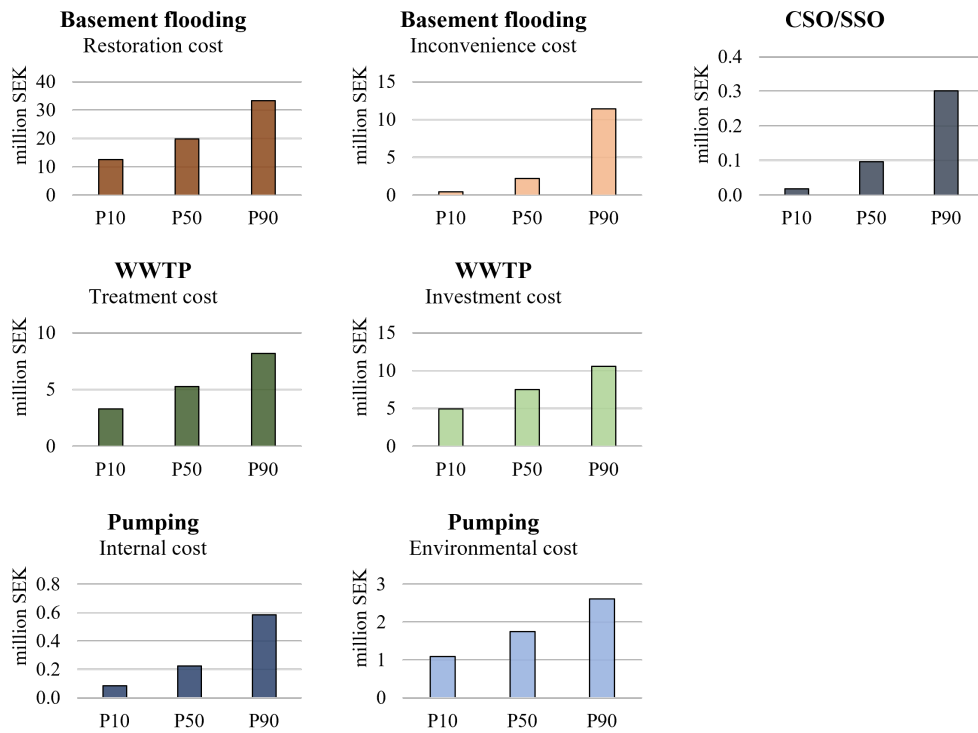 Basement flooding
Restoration cost
million SEK
40
30
20
10
0
P10 P50 P90
Basement flooding
Inconvenience cost
million SEK
15
10
5
0
P10 P50 P90
CSO/SSO
million SEK
0.4
0.3
0.2
0.1
0.0
P10 P50 P90
WWTP
Treatment cost
million SEK
10
5
0
P10 P50 P90
WWTP
Investment cost
million SEK
15
10
5
0
P10 P50 P90
Pumping
Internal cost
million SEK
0.8
0.6
0.4
0.2
0.0
P10 P50 P90
Pumping
Environmental cost
million SEK
3
2
1
0
P10 P50 P90